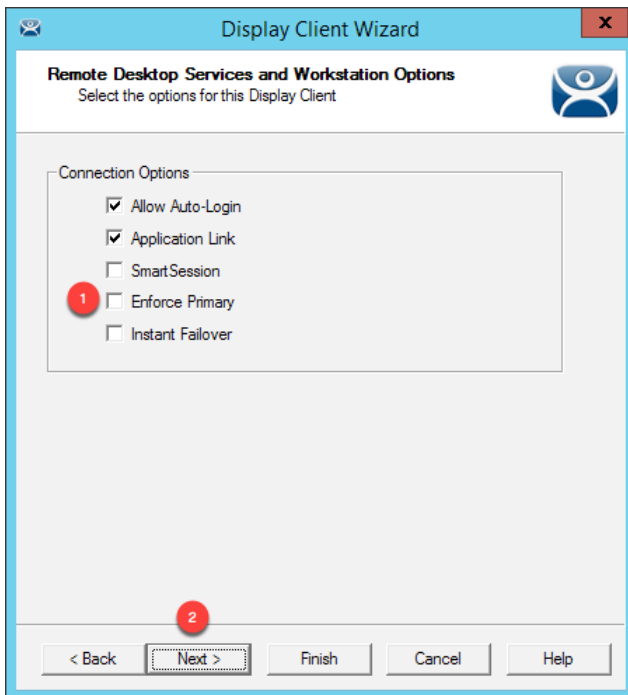 Display Client Wizard
x
Remote Desktop Services and Workstation Options
Select the options for this Display Client
Connection Options
Allow Auto-Login
Application Link
SmartSession
1 Enforce Primary
Instant Failover
2
< Back Next > Finish Cancel Help